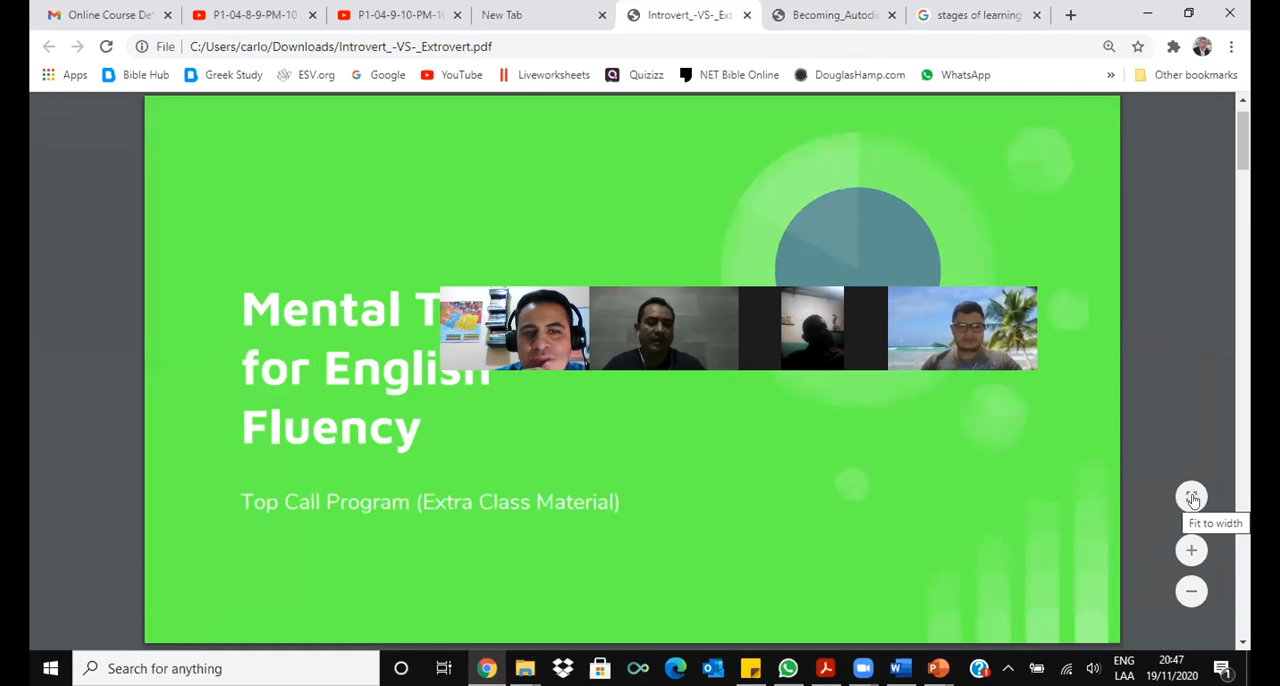 Online Course De
P1-04-8-9-PM-10
P1-04-9-10-PM-1
New Tab
Introvert_-VS-_Ext
Becoming_Autodi
stages of learning
File C:/Users/carlo/Downloads/Introvert_-VS-_Extrovert.pdf
Apps Bible Hub Greek Study ESV.org Google YouTube Liveworksheets Quizizz NET Bible Online DouglasHamp.com WhatsApp » Other bookmarks
Mental T
for English
Fluency
Top Call Program (Extra Class Material)
Fit to width
Search for anything
ENG
LAA
20:47
19/11/2020
1